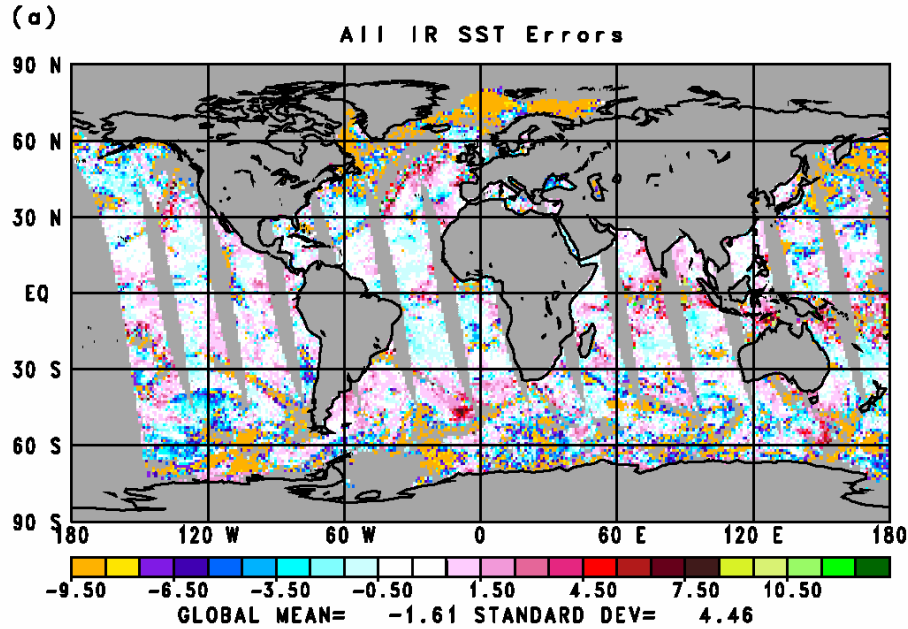 (a)
All IR SST Errors
90 N
60 N
30 N
EQ
30 S
60 S
90 S
180 120 W 60 W 0 60 E 120 E 180
-9.50 -6.50 -3.50 -0.50 1.50 4.50 7.50 10.50
GLOBAL MEAN= -1.61 STANDARD DEV= 4.46